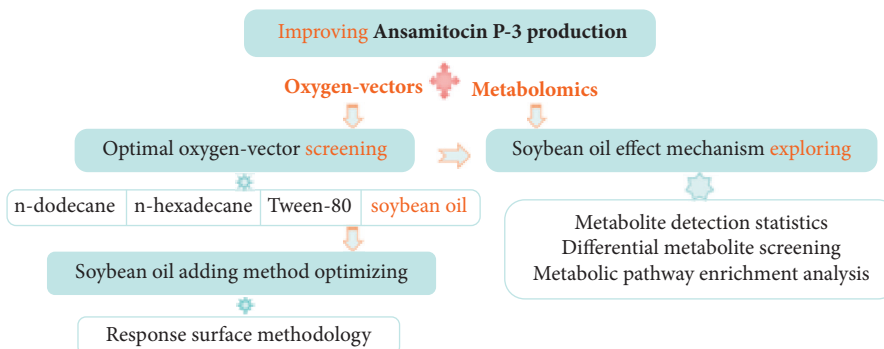 Improving Ansamitocin P-3 production
Oxygen-vectors
Metabolomics
Optimal oxygen-vector screening
Soybean oil effect mechanism exploring
n-dodecane
n-hexadecane
Tween-80
soybean oil
Metabolite detection statistics
Differential metabolite screening
Metabolic pathway enrichment analysis
Soybean oil adding method optimizing
Response surface methodology